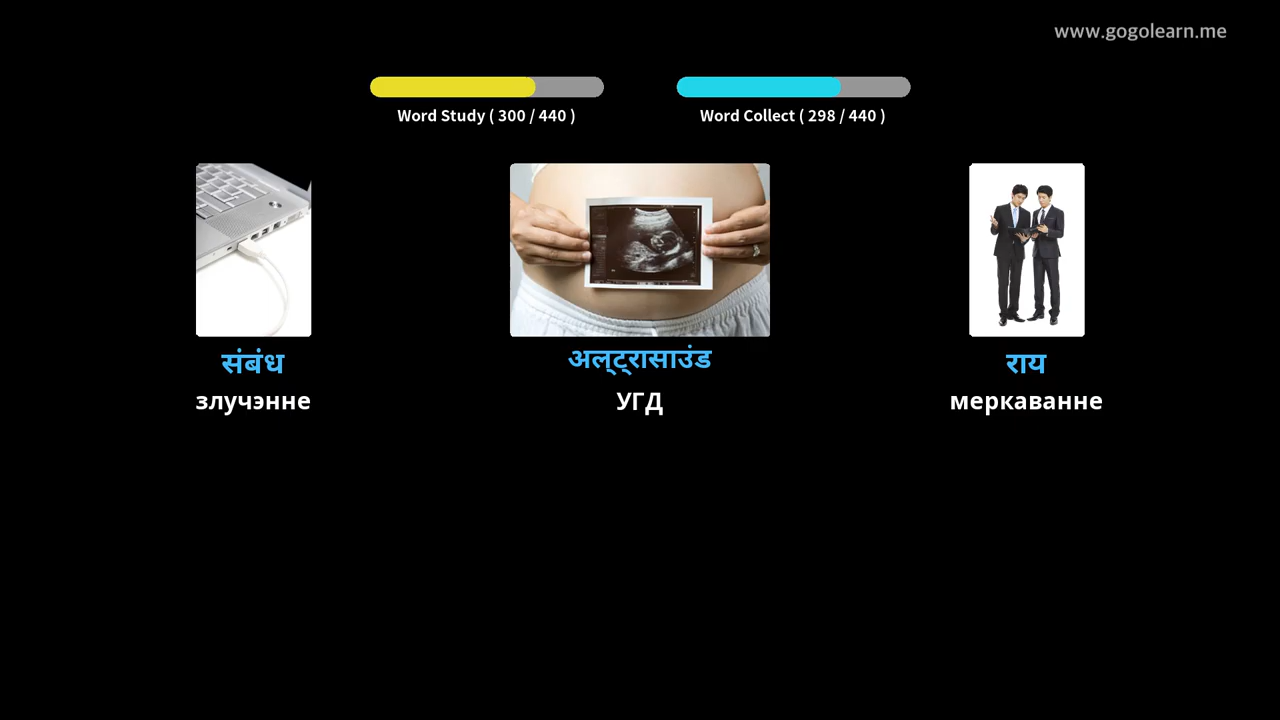 www.gogolearn.me
Word Study ( 300 / 440 )
Word Collect ( 298 / 440 )
संबंध
अल्ट्रासाउंड
राय
злучэнне
УГД
меркаванне